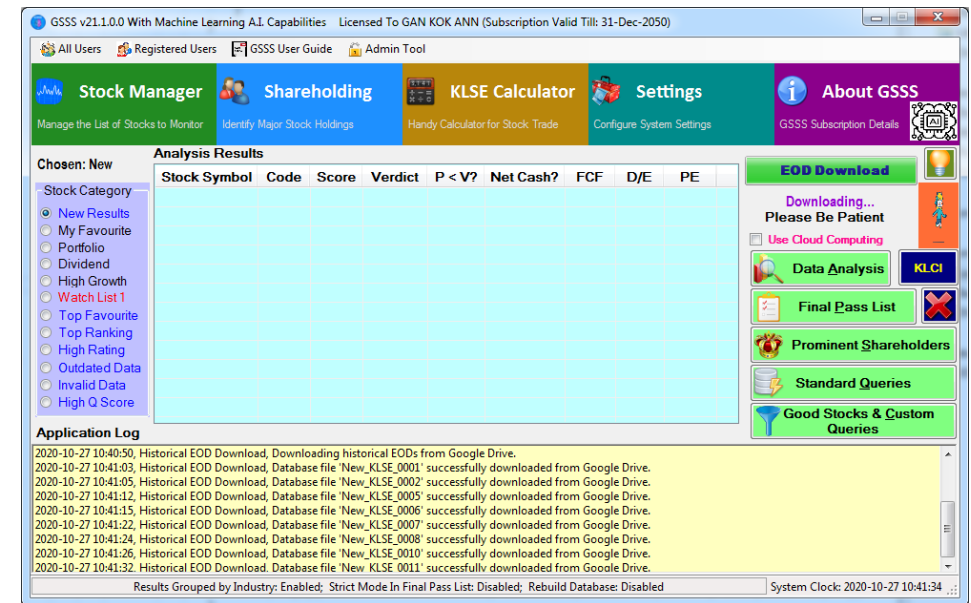 GSSS v21.1.0.0 With Machine Learning A.I. Capabilities Licensed To GAN KOK ANN (Subscription Valid Till: 31-Dec-2050)
All Users Registered Users GSSS User Guide Admin Tool
Stock Manager Shareholding KLSE Calculator Settings About GSSS
Manage the List of Stocks to Monitor Identify Major Stock Holdings Handy Calculator for Stock Trade Configure System Settings GSSS Subscription Details
AI
Chosen: New
Analysis Results
Stock Symbol Code Score Verdict P < V? Net Cash? FCF D/E PE
Stock Category
New Results
My Favourite
Portfolio
Dividend
High Growth
Watch List 1
Top Favourite
Top Ranking
High Rating
Outdated Data
Invalid Data
High Q Score
EOD Download
Downloading...
Please Be Patient
Use Cloud Computing
Data Analysis KLCI
Final Pass List
Prominent Shareholders
Standard Queries
Good Stocks & Custom
Queries
Application Log
2020-10-27 10:40:50, Historical EOD Download, Downloading historical EODs from Google Drive.
2020-10-27 10:41:03, Historical EOD Download, Database file 'New_KLSE_0001' successfully downloaded from Google Drive.
2020-10-27 10:41:05, Historical EOD Download, Database file 'New_KLSE_0002' successfully downloaded from Google Drive.
2020-10-27 10:41:12, Historical EOD Download, Database file 'New_KLSE_0005' successfully downloaded from Google Drive.
2020-10-27 10:41:15, Historical EOD Download, Database file 'New_KLSE_0006' successfully downloaded from Google Drive.
2020-10-27 10:41:22, Historical EOD Download, Database file 'New_KLSE_0007' successfully downloaded from Google Drive.
2020-10-27 10:41:24, Historical EOD Download, Database file 'New_KLSE_0008' successfully downloaded from Google Drive.
2020-10-27 10:41:26, Historical EOD Download, Database file 'New_KLSE_0010' successfully downloaded from Google Drive.
2020-10-27 10:41:32, Historical EOD Download, Database file 'New_KLSE_0011' successfully downloaded from Google Drive.
Results Grouped by Industry: Enabled; Strict Mode In Final Pass List: Disabled; Rebuild Database: Disabled System Clock: 2020-10-27 10:41:34